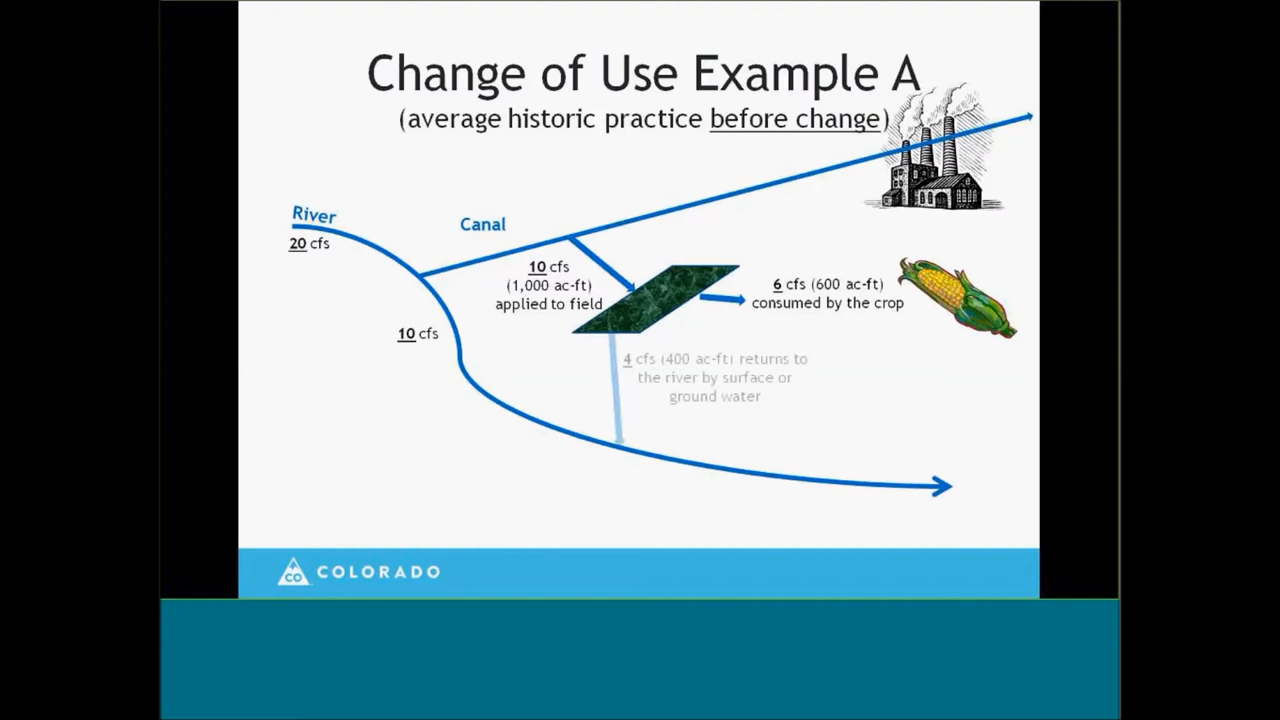 Change of Use Example A
(average historic practice before change)
River
20 cfs
Canal
10 cfs
(1,000 ac-ft)
applied to field
6 cfs (600 ac-ft)
consumed by the crop
10 cfs
4 cfs (400 ac-ft) returns to
the river by surface or
ground water
CO
COLORADO